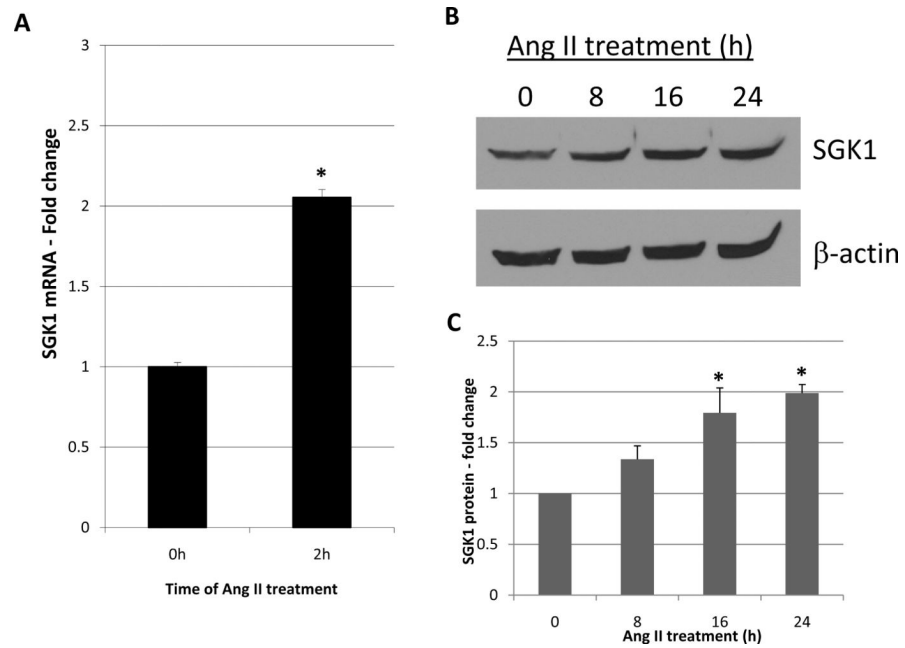 A
3
2.5
2
1.5
1
0.5
0
SGK1 mRNA - Fold change
*
0h
2h
Time of Ang II treatment
B
Ang II treatment (h)
0 8 16 24
SGK1
β-actin
C
2.5
2
1.5
1
0.5
0
SGK1 protein - fold change
* *
0 8 16 24
Ang II treatment (h)